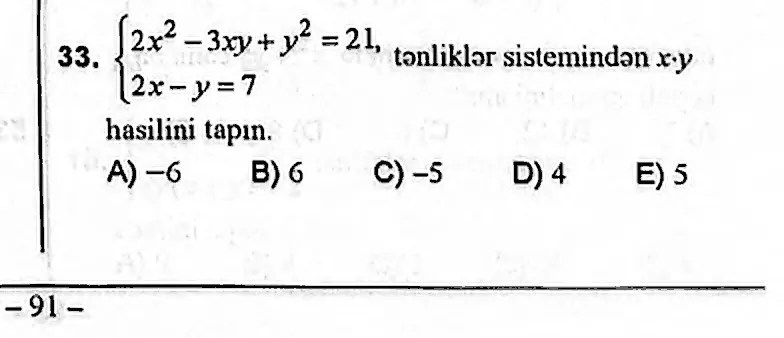 33. {2x² – 3xy + y² = 21,
2x – y = 7 tənliklər sistemindən x·y
hasilini tapın.
A) –6 B) 6 C) –5 D) 4 E) 5
– 91 –